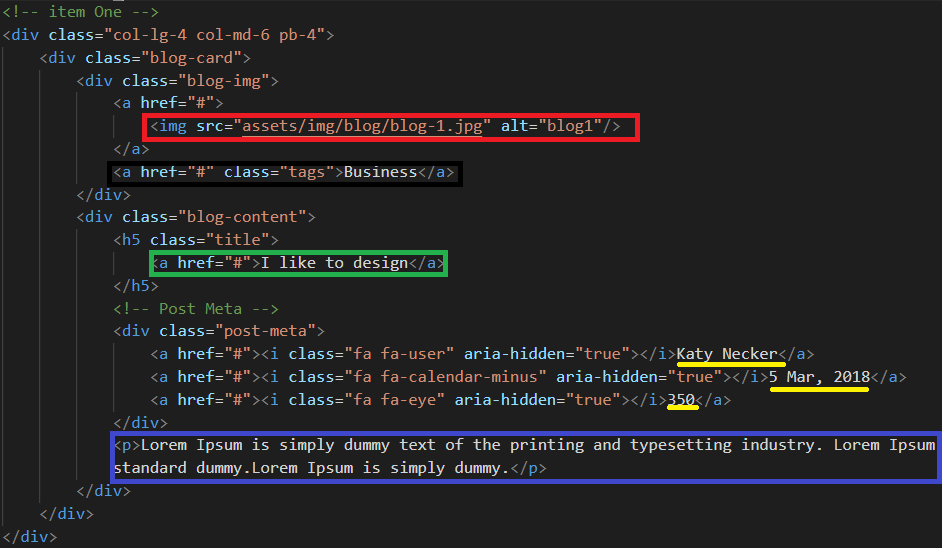 <!-- item One -->
<div class="col-lg-4 col-md-6 pb-4">
<div class="blog-card">
<div class="blog-img">
<a href="#">
<img src="assets/img/blog/blog-1.jpg" alt="blog1"/>
</a>
<a href="#" class="tags">Business</a>
</div>
<div class="blog-content">
<h5 class="title">
<a href="#">I like to design</a>
</h5>
<!-- Post Meta -->
<div class="post-meta">
<a href="#"><i class="fa fa-user" aria-hidden="true"></i>Katy Necker</a>
<a href="#"><i class="fa fa-calendar-minus" aria-hidden="true"></i>5 Mar, 2018</a>
<a href="#"><i class="fa fa-eye" aria-hidden="true"></i>350</a>
</div>
<p>Lorem Ipsum is simply dummy text of the printing and typesetting industry. Lorem Ipsum
standard dummy.Lorem Ipsum is simply dummy.</p>
</div>
</div>
</div>